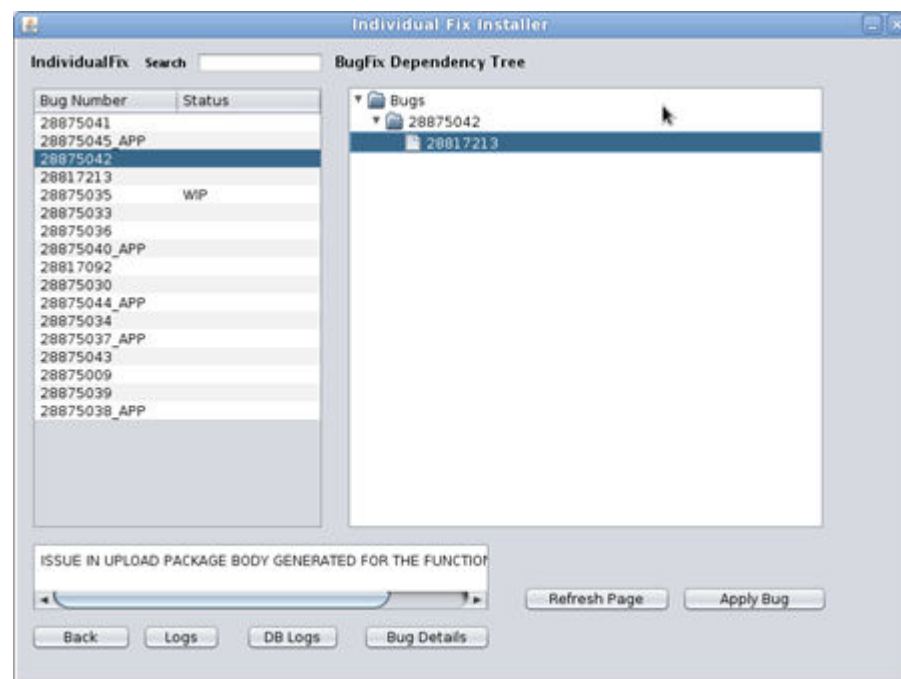 Individual Fix Installer
IndividualFix Search
BugFix Dependency Tree
Bug Number Status
28875041
28875045_APP
28875042
28817213
28875035 WIP
28875033
28875036
28875040_APP
28817092
28875030
28875044_APP
28875034
28875037_APP
28875043
28875009
28875039
28875038_APP
Bugs
28875042
28817213
ISSUE IN UPLOAD PACKAGE BODY GENERATED FOR THE FUNCTION
Refresh Page Apply Bug
Back Logs DB Logs Bug Details